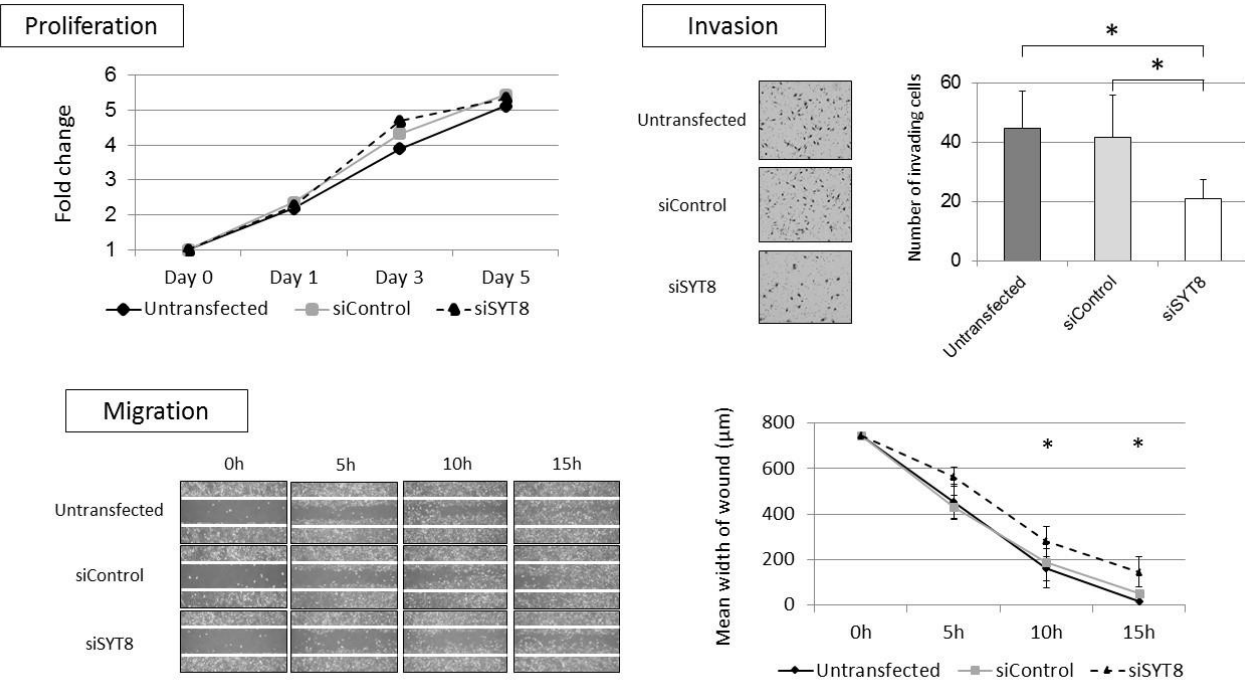 Proliferation
6
5
4
3
2
1
Fold change
Day 0 Day 1 Day 3 Day 5
Untransfected siControl siSYT8
Invasion
Untransfected
siControl
siSYT8
*
*
60
40
20
0
Number of invading cells
Untransfected siControl siSYT8
Migration
0h 5h 10h 15h
Untransfected
siControl
siSYT8
800
600
400
200
0
Mean width of wound (µm)
* *
0h 5h 10h 15h
Untransfected siControl siSYT8